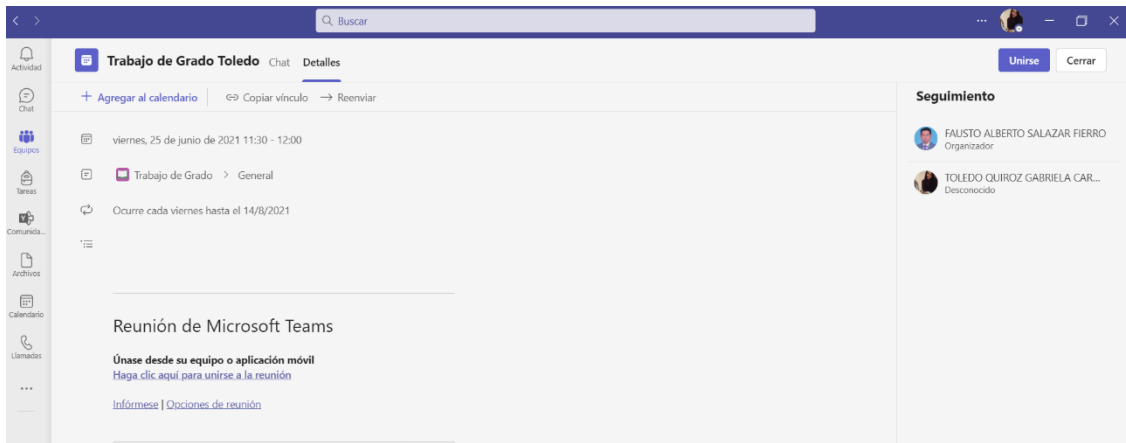 Buscar
Actividad
Chat
Equipos
Tareas
Comunida...
Archivos
Calendario
Llamadas
Trabajo de Grado Toledo Chat Detalles
Unirse Cerrar
+ Agregar al calendario Copiar vínculo → Reenviar
viernes, 25 de junio de 2021 11:30 - 12:00
Trabajo de Grado > General
Ocurre cada viernes hasta el 14/8/2021
Reunión de Microsoft Teams
Únase desde su equipo o aplicación móvil
Haga clic aquí para unirse a la reunión
Infórmese | Opciones de reunión
Seguimiento
FAUSTO ALBERTO SALAZAR FIERRO
Organizador
TOLEDO QUIROZ GABRIELA CAR...
Desconocido